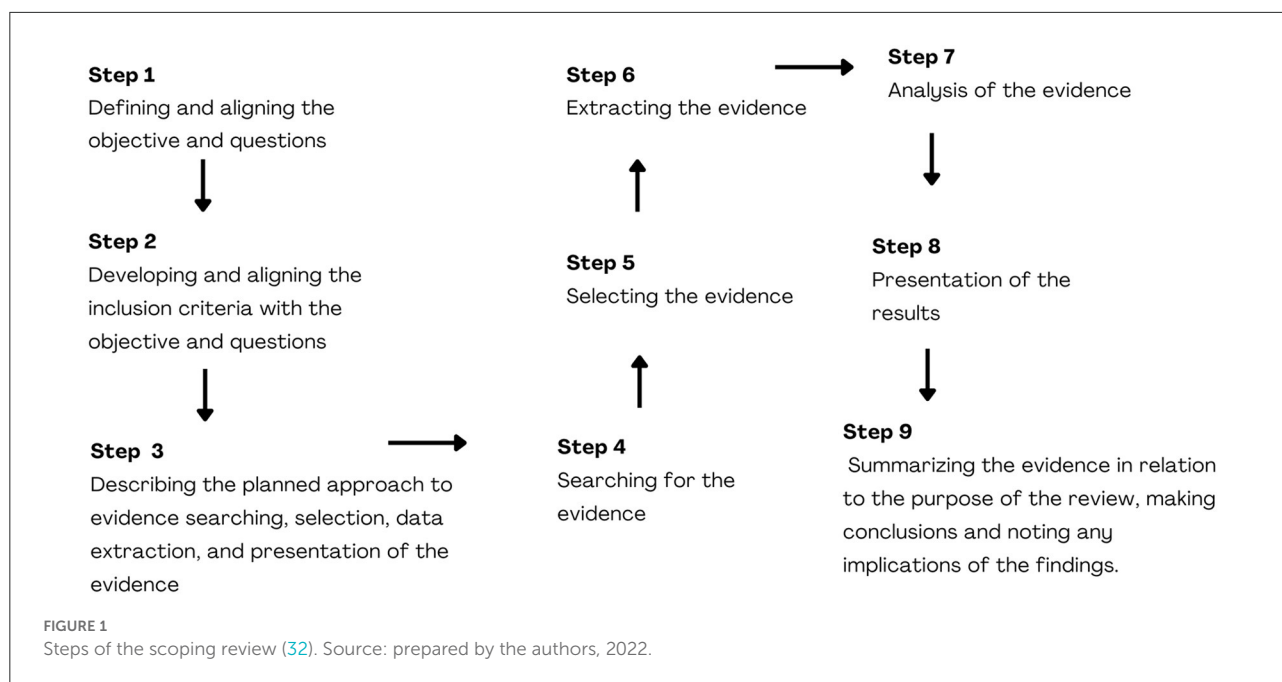 Step 1
Defining and aligning the
objective and questions
Step 2
Developing and aligning the
inclusion criteria with the
objective and questions
Step 3
Describing the planned approach to
evidence searching, selection, data
extraction, and presentation of the
evidence
Step 4
Searching for the
evidence
Step 5
Selecting the evidence
Step 6
Extracting the evidence
Step 7
Analysis of the evidence
Step 8
Presentation of the
results
Step 9
Summarizing the evidence in relation
to the purpose of the review, making
conclusions and noting any
implications of the findings.
FIGURE 1
Steps of the scoping review (32). Source: prepared by the authors, 2022.